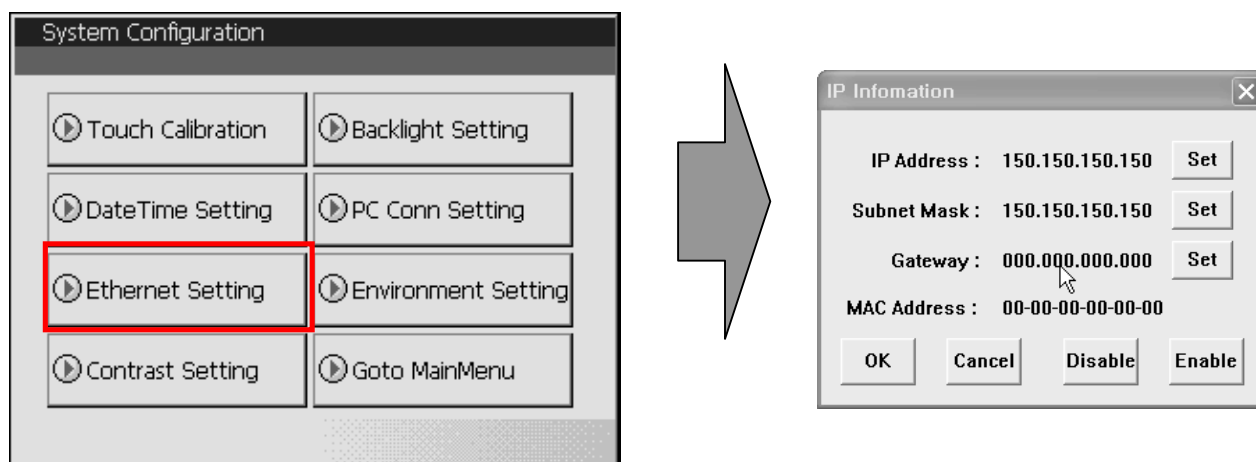 System Configuration
Touch Calibration
Backlight Setting
DateTime Setting
PC Conn Setting
Ethernet Setting
Environment Setting
Contrast Setting
Goto MainMenu
IP Infomation
IP Address : 150.150.150.150 Set
Subnet Mask : 150.150.150.150 Set
Gateway : 000.000.000.000 Set
MAC Address : 00-00-00-00-00-00
OK Cancel Disable Enable